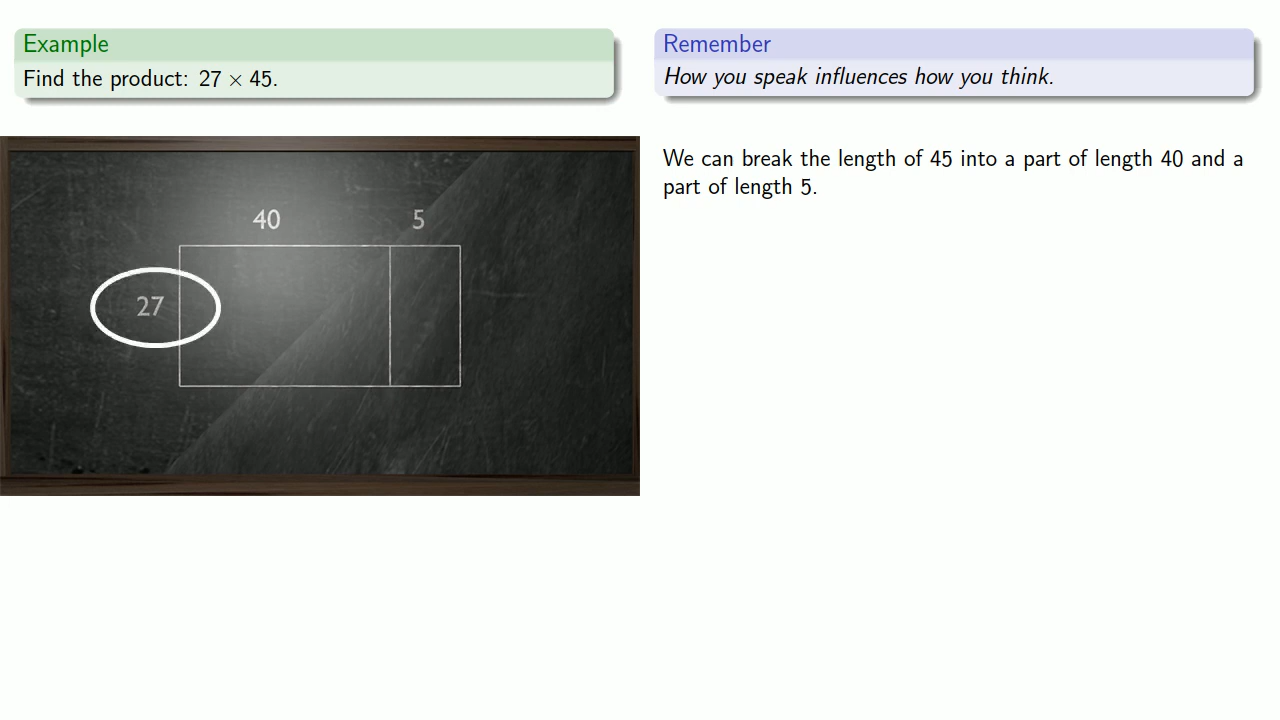 Example
Find the product: 27 × 45.
Remember
How you speak influences how you think.
40 5
27
We can break the length of 45 into a part of length 40 and a
part of length 5.